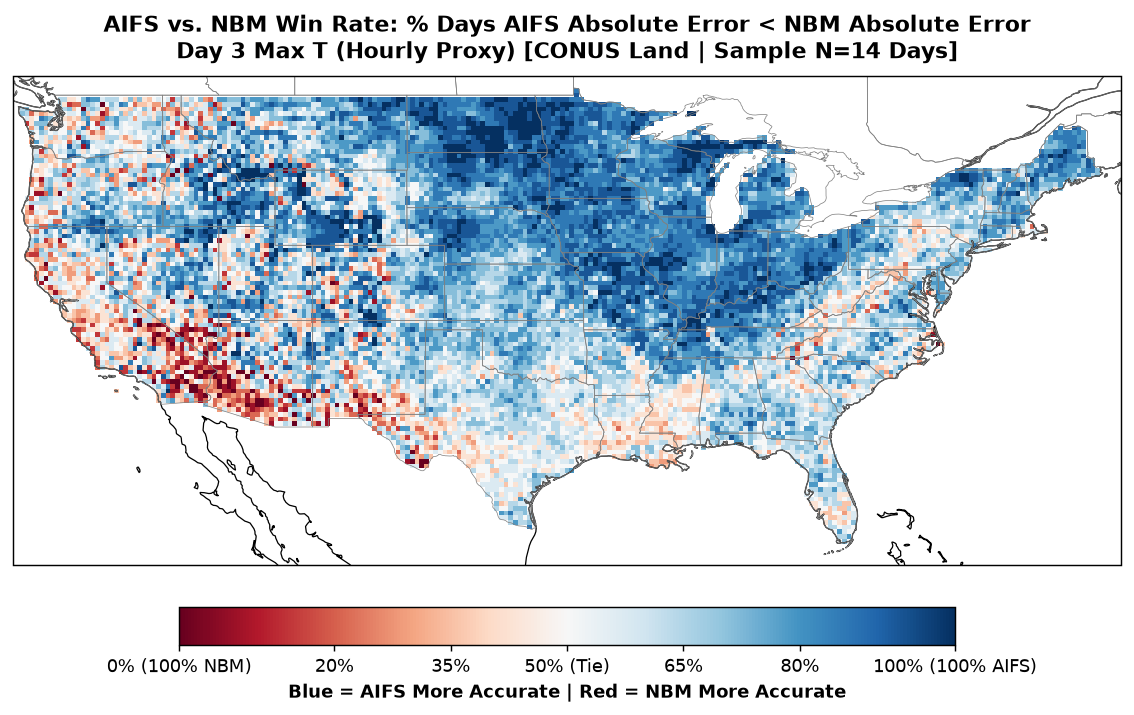 AIFS vs. NBM Win Rate: % Days AIFS Absolute Error < NBM Absolute Error
Day 3 Max T (Hourly Proxy) [CONUS Land | Sample N=14 Days]
0% (100% NBM) 20% 35% 50% (Tie) 65% 80% 100% (100% AIFS)
Blue = AIFS More Accurate | Red = NBM More Accurate